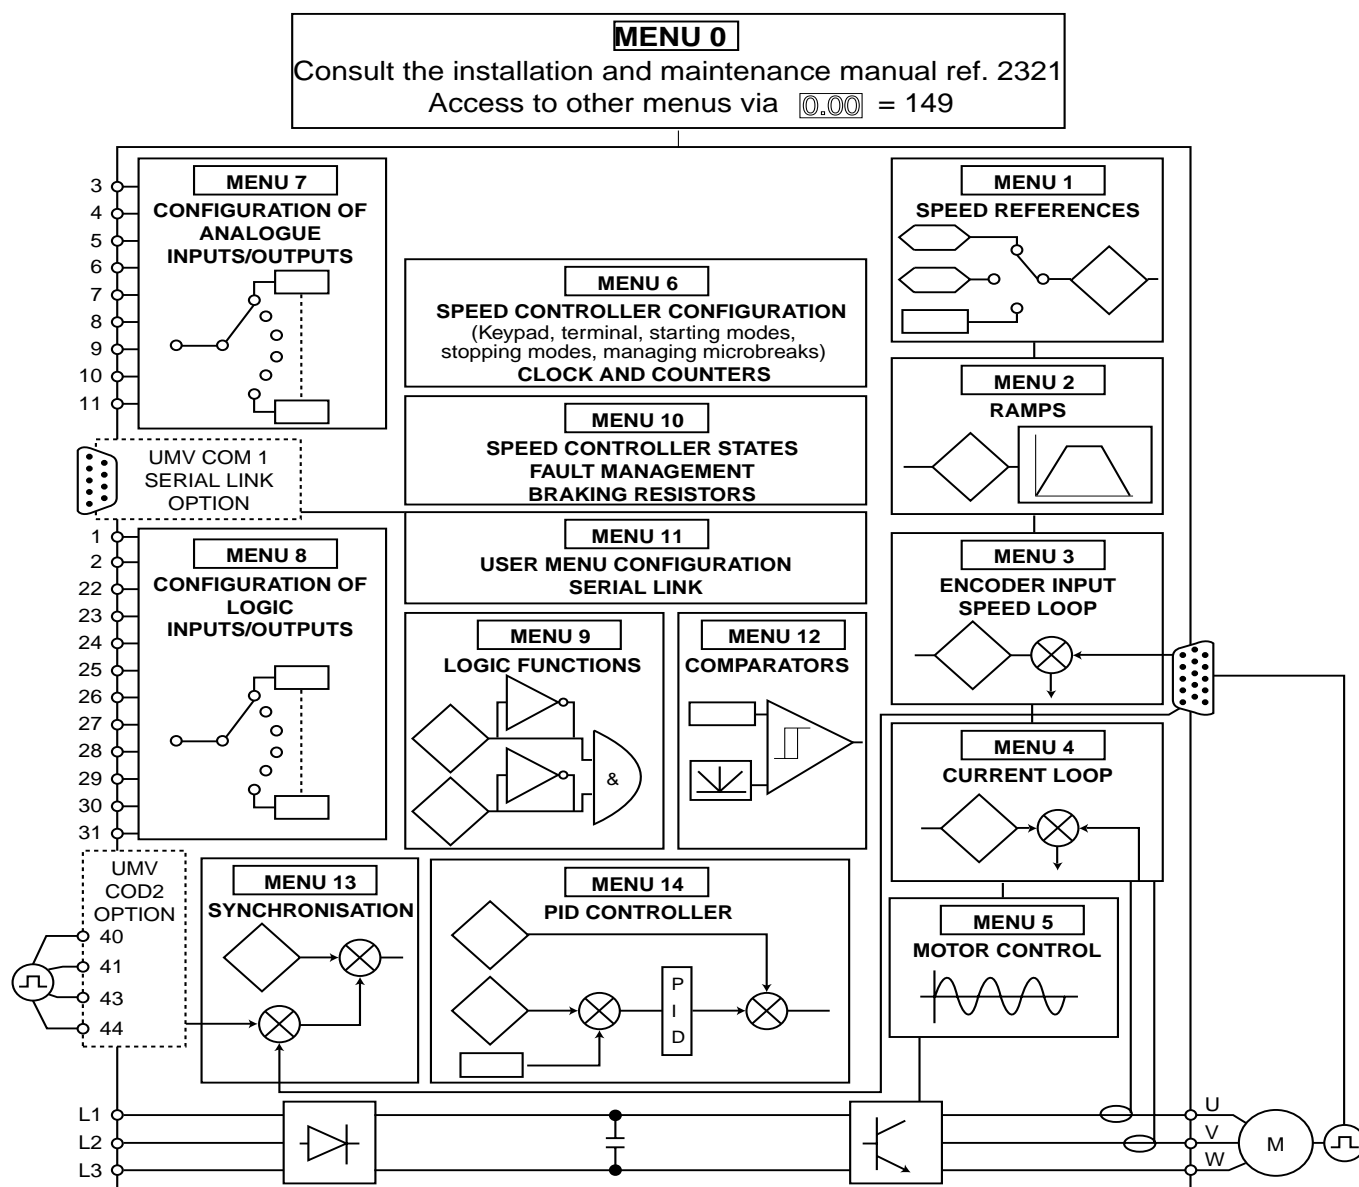 MENU 0
Consult the installation and maintenance manual ref. 2321
Access to other menus via 0.00 = 149
3
4
5
6
7
8
9
10
11
MENU 7
CONFIGURATION OF
ANALOGUE
INPUTS/OUTPUTS
UMV COM 1
SERIAL LINK
OPTION
1
2
22
23
24
25
26
27
28
29
30
31
MENU 8
CONFIGURATION OF
LOGIC
INPUTS/OUTPUTS
MENU 6
SPEED CONTROLLER CONFIGURATION
(Keypad, terminal, starting modes,
stopping modes, managing microbreaks)
CLOCK AND COUNTERS
MENU 10
SPEED CONTROLLER STATES
FAULT MANAGEMENT
BRAKING RESISTORS
MENU 11
USER MENU CONFIGURATION
SERIAL LINK
MENU 9
LOGIC FUNCTIONS
&
MENU 12
COMPARATORS
MENU 1
SPEED REFERENCES
MENU 2
RAMPS
MENU 3
ENCODER INPUT
SPEED LOOP
MENU 4
CURRENT LOOP
MENU 5
MOTOR CONTROL
UMV
COD2
OPTION
40
41
43
44
MENU 13
SYNCHRONISATION
MENU 14
PID CONTROLLER
P
I
D
L1
L2
L3
U
V
W
M